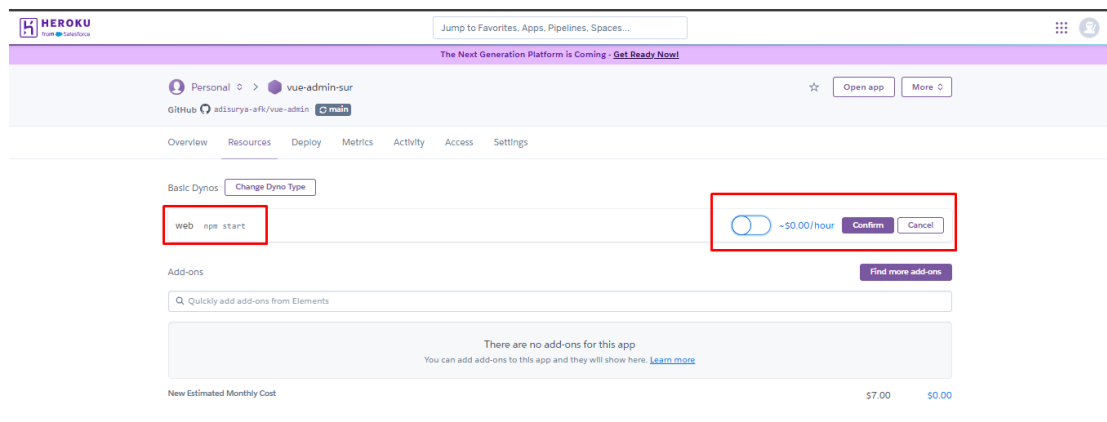 HEROKU
from Salesforce
Jump to Favorites, Apps, Pipelines, Spaces...
The Next Generation Platform is Coming - Get Ready Now!
Personal > vue-admin-sur
Open app More
GitHub adisurya-afk/vue-admin main
Overview Resources Deploy Metrics Activity Access Settings
Basic Dynos Change Dyno Type
web npm start ~$0.00/hour Confirm Cancel
Add-ons Find more add-ons
Quickly add add-ons from Elements
There are no add-ons for this app
You can add add-ons to this app and they will show here. Learn more
New Estimated Monthly Cost $7.00 $0.00